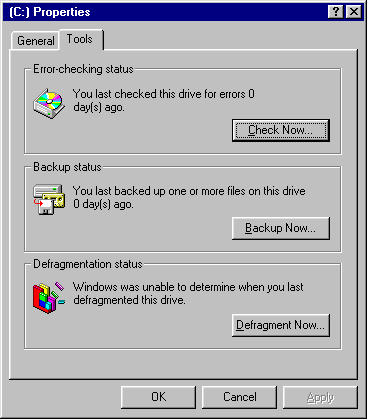 (C:) Properties
General Tools
Error-checking status
You last checked this drive for errors 0
day(s) ago.
Check Now...
Backup status
You last backed up one or more files on this drive
0 day(s) ago.
Backup Now...
Defragmentation status
Windows was unable to determine when you last
defragmented this drive.
Defragment Now...
OK Cancel Apply